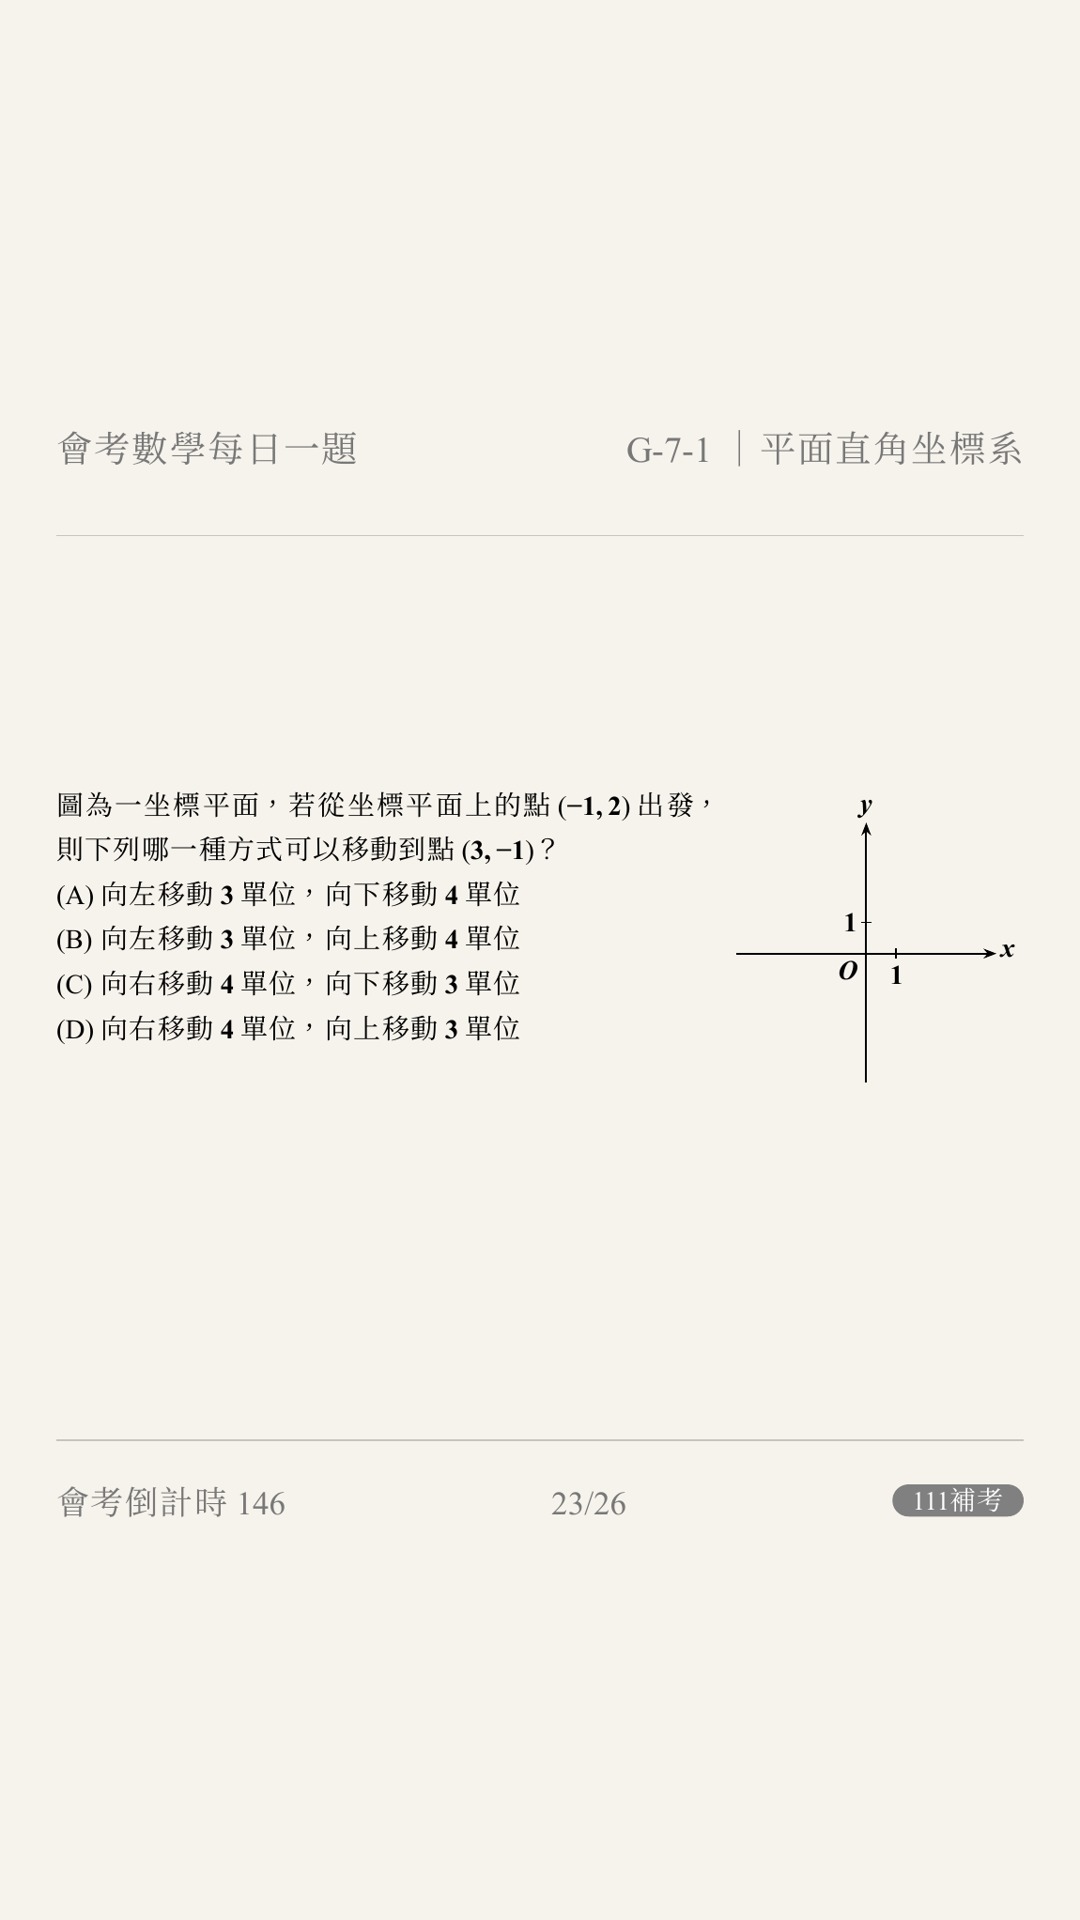 會考數學每日一題
G-7-1｜平面直角坐標系
圖為一坐標平面，若從坐標平面上的點 (−1, 2) 出發，
則下列哪一種方式可以移動到點 (3, −1)？
(A) 向左移動 3 單位，向下移動 4 單位
(B) 向左移動 3 單位，向上移動 4 單位
(C) 向右移動 4 單位，向下移動 3 單位
(D) 向右移動 4 單位，向上移動 3 單位
y
1
x
O
1
會考倒計時 146
23/26
111補考